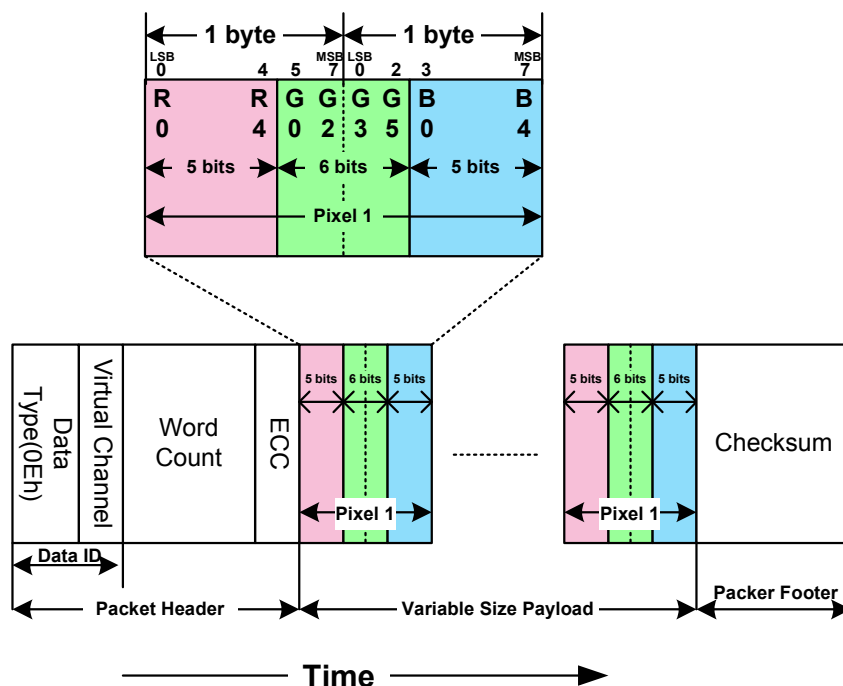 1 byte 1 byte
LSB MSB LSB MSB
0 4 5 7 0 2 3 7
R R G G G G B B
0 4 0 2 3 5 0 4
5 bits 6 bits 5 bits
Pixel 1
Data Type(0Eh)
Virtual Channel
Word Count
ECC
5 bits 6 bits 5 bits
Pixel 1
5 bits 6 bits 5 bits
Pixel 1
Checksum
Data ID
Packet Header Variable Size Payload Packer Footer
Time